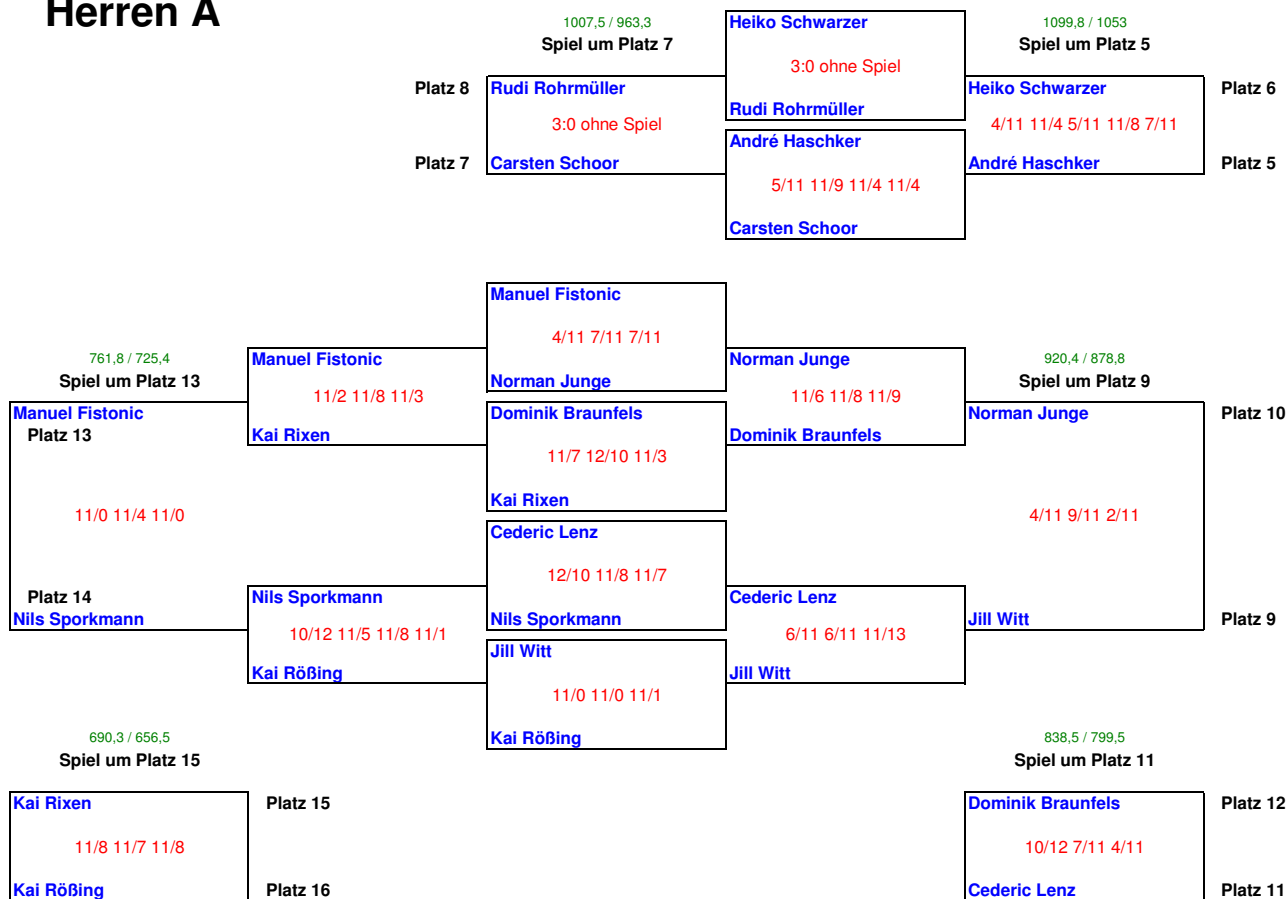 Herren A
1007,5 / 963,3
Spiel um Platz 7
Heiko Schwarzer
3:0 ohne Spiel
Rudi Rohrmüller
1099,8 / 1053
Spiel um Platz 5
Platz 8
Rudi Rohrmüller
3:0 ohne Spiel
Platz 7
Carsten Schoor
André Haschker
5/11 11/9 11/4 11/4
Carsten Schoor
Heiko Schwarzer
Platz 6
4/11 11/4 5/11 11/8 7/11
André Haschker
Platz 5
Manuel Fistonic
4/11 7/11 7/11
Norman Junge
761,8 / 725,4
Spiel um Platz 13
Manuel Fistonic
11/2 11/8 11/3
Kai Rixen
Norman Junge
11/6 11/8 11/9
Dominik Braunfels
920,4 / 878,8
Spiel um Platz 9
Manuel Fistonic
Platz 13
11/0 11/4 11/0
Platz 14
Nils Sporkmann
Dominik Braunfels
11/7 12/10 11/3
Kai Rixen
Norman Junge
Platz 10
4/11 9/11 2/11
Jill Witt
Platz 9
Cederic Lenz
12/10 11/8 11/7
Nils Sporkmann
Nils Sporkmann
10/12 11/5 11/8 11/1
Kai Rößing
Cederic Lenz
6/11 6/11 11/13
Jill Witt
Jill Witt
11/0 11/0 11/1
Kai Rößing
690,3 / 656,5
Spiel um Platz 15
Kai Rixen
Platz 15
11/8 11/7 11/8
Kai Rößing
Platz 16
838,5 / 799,5
Spiel um Platz 11
Dominik Braunfels
Platz 12
10/12 7/11 4/11
Cederic Lenz
Platz 11